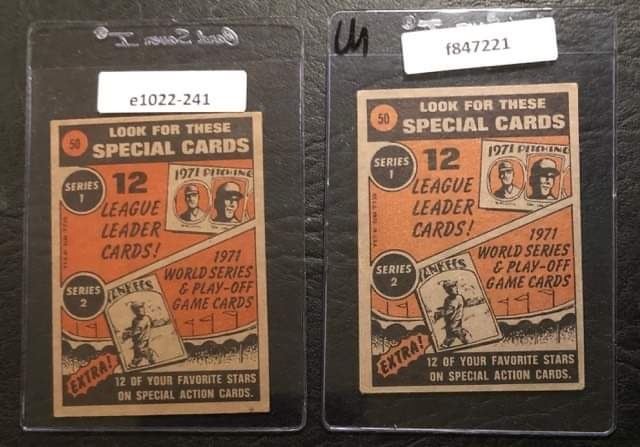 Card Saver I®
e1022-241
50
LOOK FOR THESE
SPECIAL CARDS
SERIES
1
12
LEAGUE
LEADER
CARDS!
1971 PITCHING
1971
WORLD SERIES
& PLAY-OFF
GAME CARDS
SERIES
2
YANKEES
EXTRA!
12 OF YOUR FAVORITE STARS
ON SPECIAL ACTION CARDS.
f847221
50
LOOK FOR THESE
SPECIAL CARDS
SERIES
1
12
LEAGUE
LEADER
CARDS!
1971 PITCHING
1971
WORLD SERIES
& PLAY-OFF
GAME CARDS
SERIES
2
YANKEES
EXTRA!
12 OF YOUR FAVORITE STARS
ON SPECIAL ACTION CARDS.